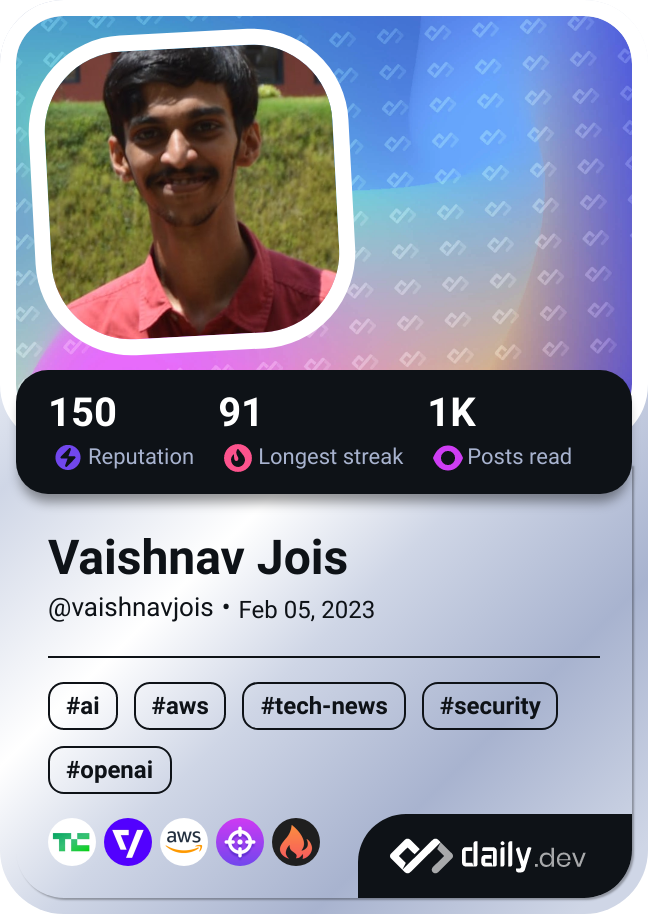 150 91 1K
Reputation Longest streak Posts read
Vaishnav Jois
@vaishnavjois • Feb 05, 2023
#ai #aws #tech-news #security
#openai
TC aws
daily.dev